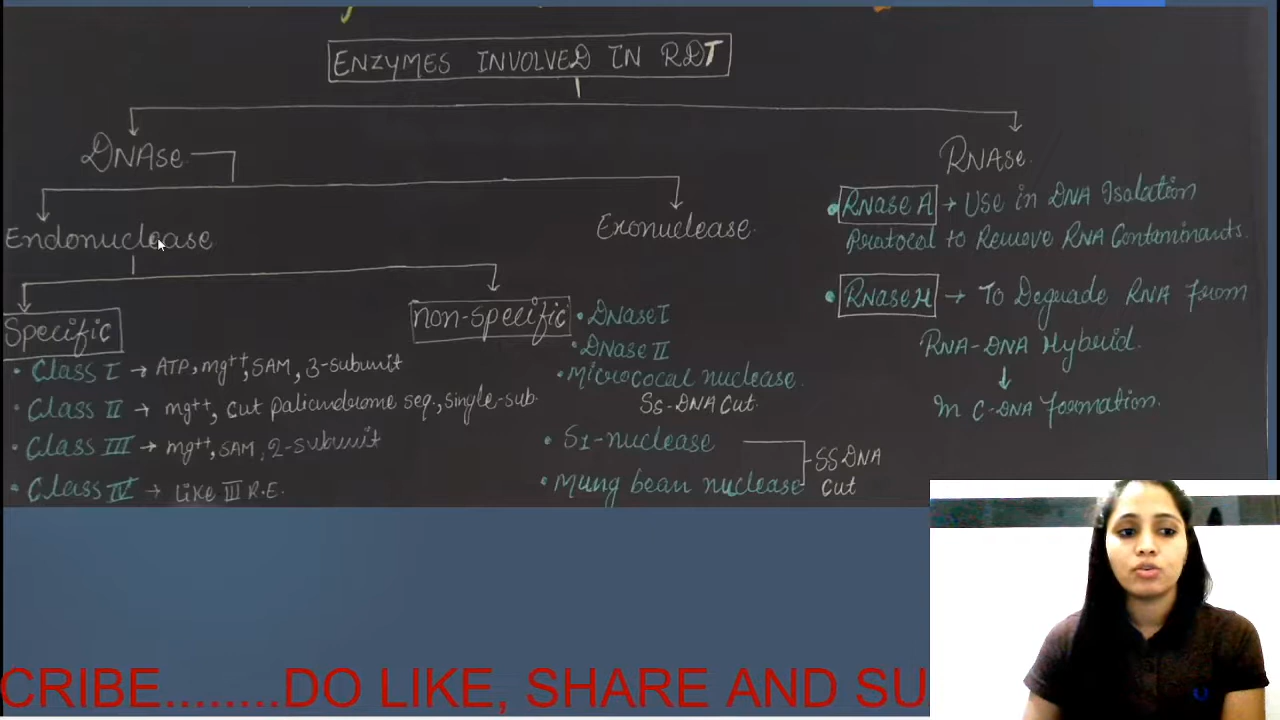 ENZYMES INVOLVED IN RDT
DNAse
RNAse
Endonuclease
Exonuclease
Specific
• Class I → ATP, mg++, SAM, 3-subunit
• Class II → mg++, cut palindrome seq., single-sub.
• Class III → mg++, SAM, 2-subunit
• Class IV → Like III R.E.
non-specific
• DNase I
• DNase II
• Micrococal nuclease
SS-DNA Cut.
• S1-nuclease
• Mung bean nuclease
SSDNA
Cut
• RNase A → Use in DNA Isolation
Protocol to Remove RNA Contaminants.
• RNase H → To Degrade RNA from
RNA-DNA Hybrid.
↓
In C-DNA formation.
CRIBE........DO LIKE, SHARE AND SU